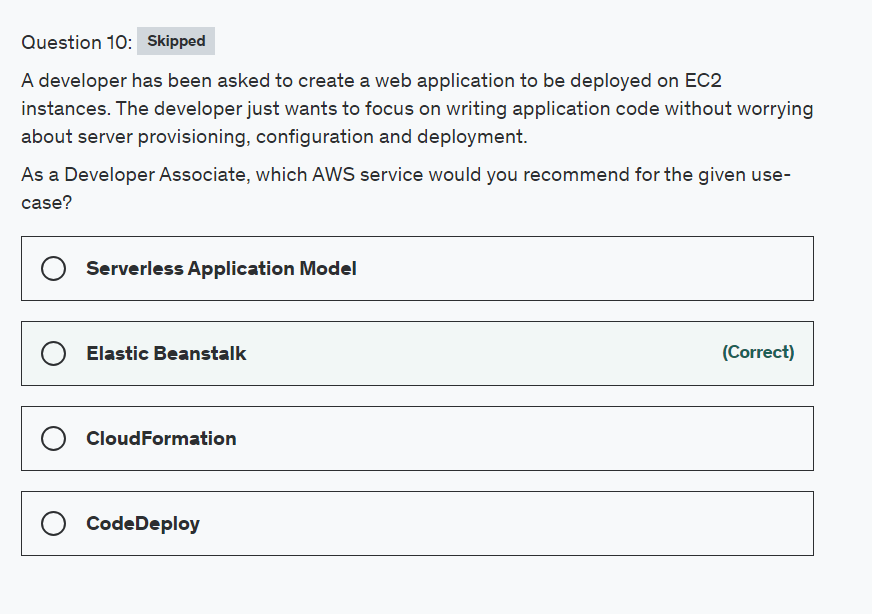 Question 10: Skipped
A developer has been asked to create a web application to be deployed on EC2
instances. The developer just wants to focus on writing application code without worrying
about server provisioning, configuration and deployment.
As a Developer Associate, which AWS service would you recommend for the given use-
case?
Serverless Application Model
Elastic Beanstalk (Correct)
CloudFormation
CodeDeploy